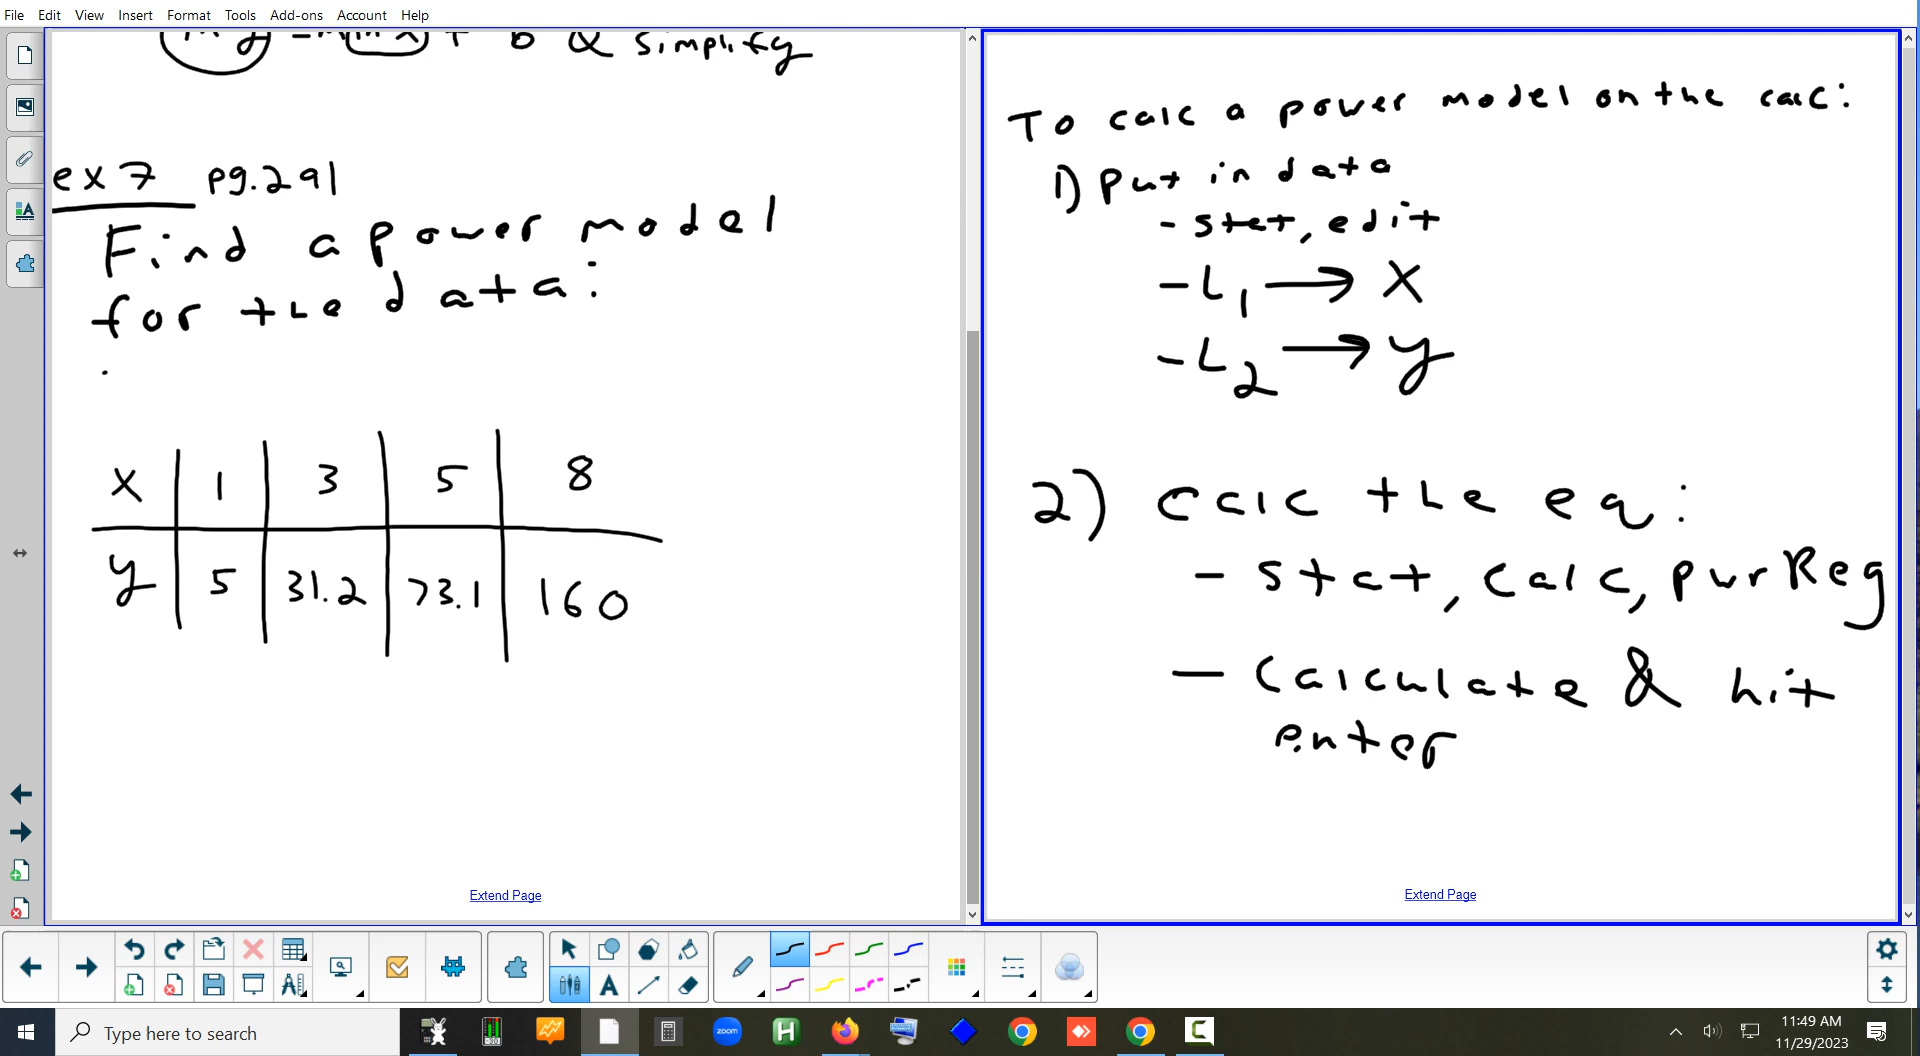 File Edit View Insert Format Tools Add-ons Account Help
b & simplify
ex 7 pg. 291
Find a power model
for the data:
x 1 3 5 8
y 5 31.2 73.1 160
Extend Page
To calc a power model on the calc:
1) Put in data
- stat, edit
- L1 → X
- L2 → y
2) calc the eq:
- stat, calc, pwrReg
- calculate & hit
enter
Extend Page
Type here to search
zoom
H
C
11:49 AM
11/29/2023